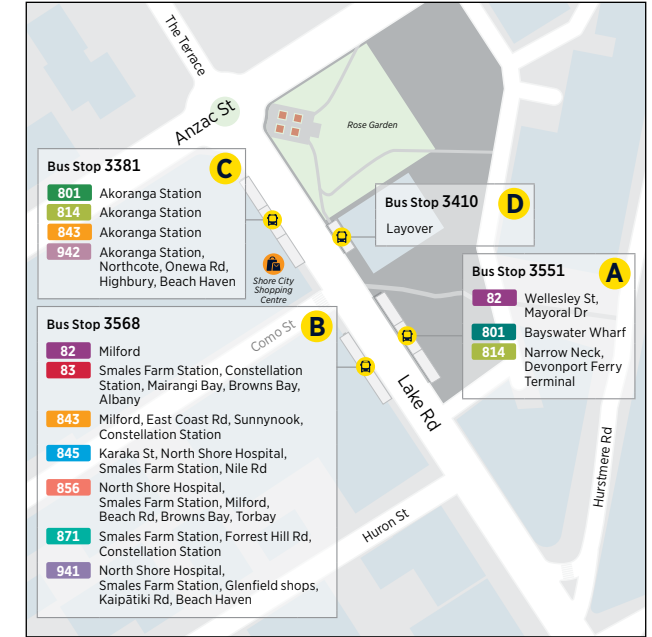 The Terrace
Anzac St
Rose Garden
Bus Stop 3381
C
801 Akoranga Station
814 Akoranga Station
843 Akoranga Station
942 Akoranga Station,
Northcote, Onewa Rd,
Highbury, Beach Haven
Bus Stop 3410
D
Layover
Shore City
Shopping
Centre
Bus Stop 3551
A
82 Wellesley St,
Mayoral Dr
801 Bayswater Wharf
814 Narrow Neck,
Devonport Ferry
Terminal
Como St
Bus Stop 3568
B
82 Milford
83 Smales Farm Station, Constellation
Station, Mairangi Bay, Browns Bay,
Albany
843 Milford, East Coast Rd, Sunnynook,
Constellation Station
845 Karaka St, North Shore Hospital,
Smales Farm Station, Nile Rd
856 North Shore Hospital,
Smales Farm Station, Milford,
Beach Rd, Browns Bay, Torbay
871 Smales Farm Station, Forrest Hill Rd,
Constellation Station
941 North Shore Hospital,
Smales Farm Station, Glenfield shops,
Kaipātiki Rd, Beach Haven
Lake Rd
Huron St
Hurstmere Rd